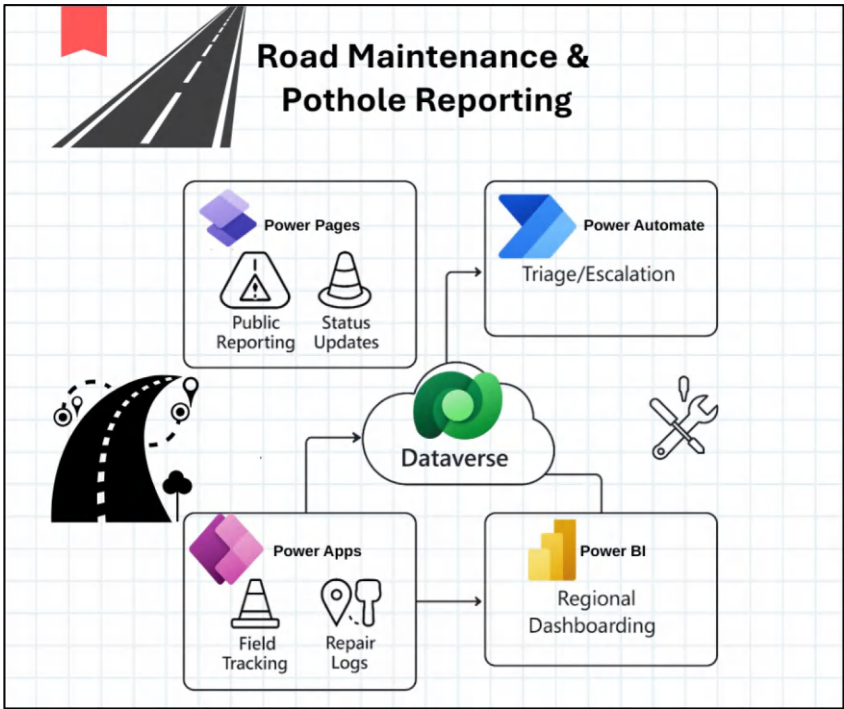 Road Maintenance &
Pothole Reporting
Power Pages
Public
Reporting
Status
Updates
Power Automate
Triage/Escalation
Dataverse
Power Apps
Field
Tracking
Repair
Logs
Power BI
Regional
Dashboarding